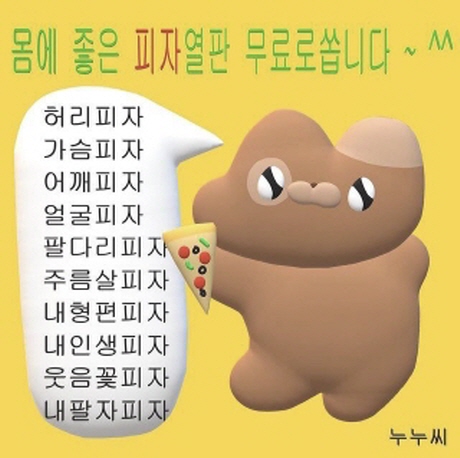 몸에 좋은 피자열판 무료로쏩니다 ~ ^^
허리피자
가슴피자
어깨피자
얼굴피자
팔다리피자
주름살피자
내형편피자
내인생피자
웃음꽃피자
내팔자피자
누누씨